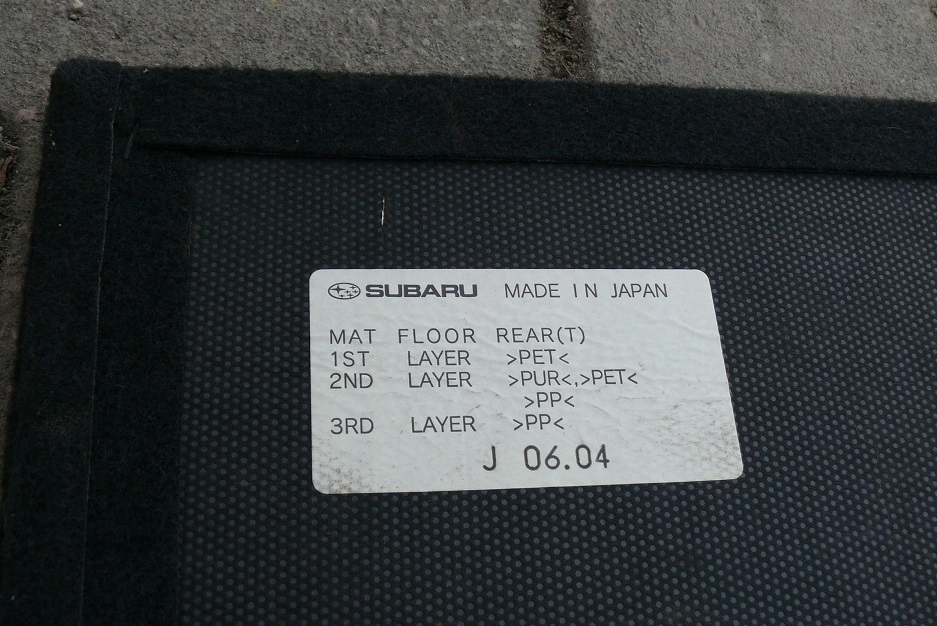 SUBARU MADE IN JAPAN
MAT FLOOR REAR(T)
1ST LAYER >PET<
2ND LAYER >PUR<,>PET<
>PP<
3RD LAYER >PP<
J 06.04